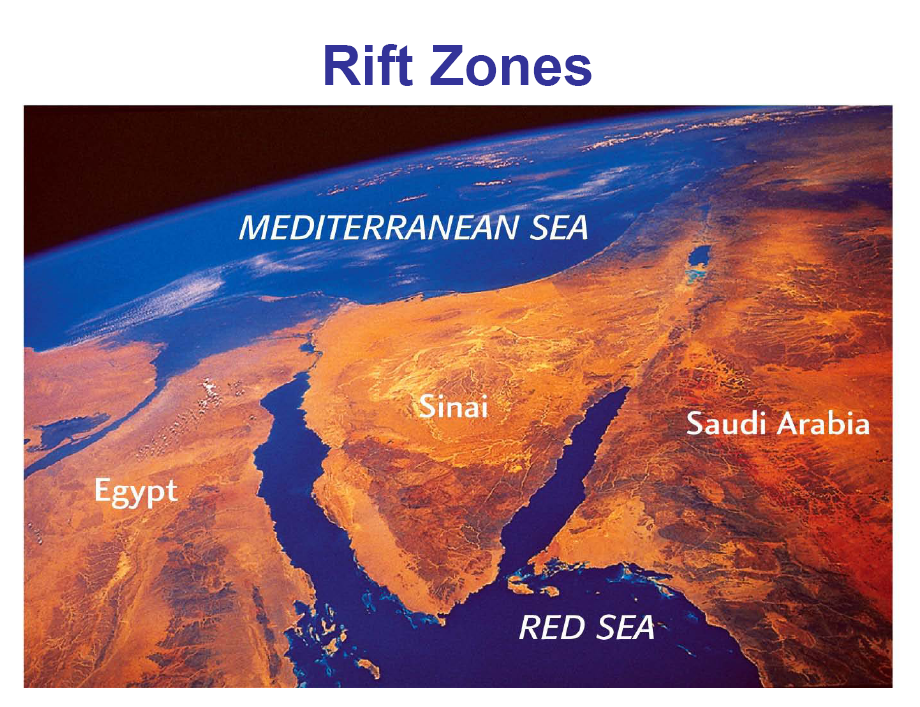 Rift Zones
MEDITERRANEAN SEA
Sinai
Saudi Arabia
Egypt
RED SEA